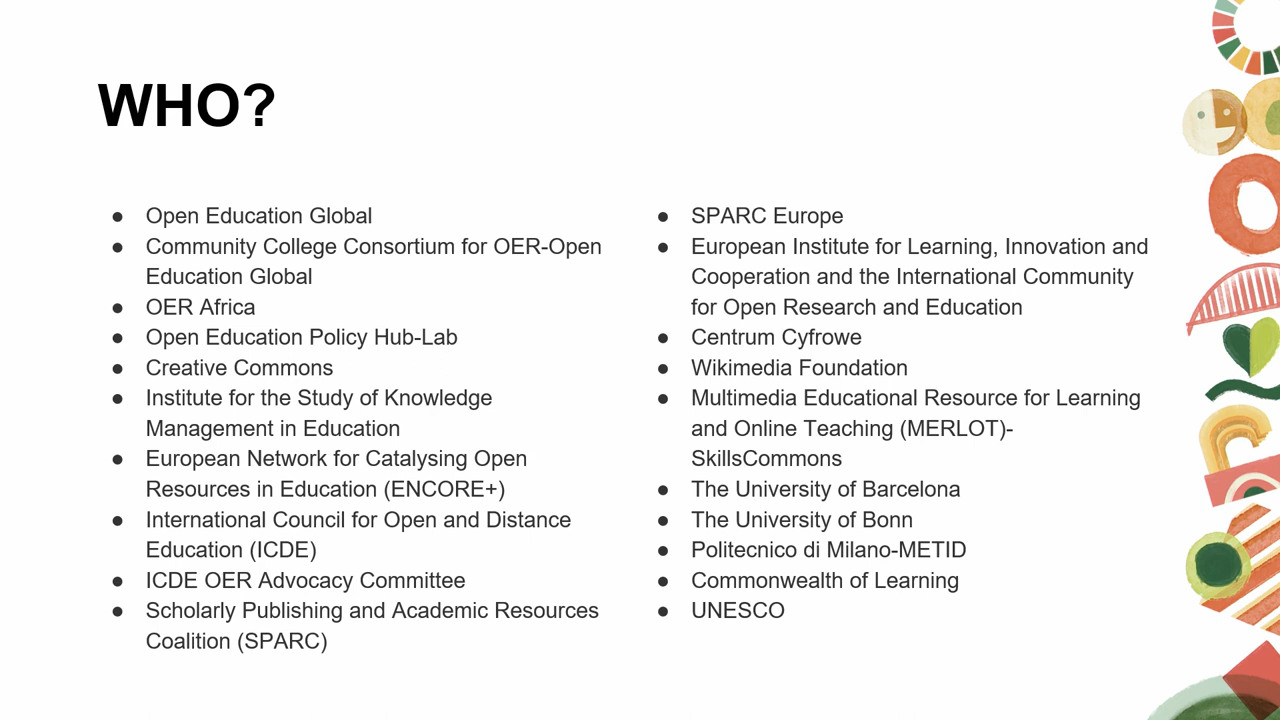 WHO?
● Open Education Global
● Community College Consortium for OER-Open
Education Global
● OER Africa
● Open Education Policy Hub-Lab
● Creative Commons
● Institute for the Study of Knowledge
Management in Education
● European Network for Catalysing Open
Resources in Education (ENCORE+)
● International Council for Open and Distance
Education (ICDE)
● ICDE OER Advocacy Committee
● Scholarly Publishing and Academic Resources
Coalition (SPARC)
● SPARC Europe
● European Institute for Learning, Innovation and
Cooperation and the International Community
for Open Research and Education
● Centrum Cyfrowe
● Wikimedia Foundation
● Multimedia Educational Resource for Learning
and Online Teaching (MERLOT)-
SkillsCommons
● The University of Barcelona
● The University of Bonn
● Politecnico di Milano-METID
● Commonwealth of Learning
● UNESCO